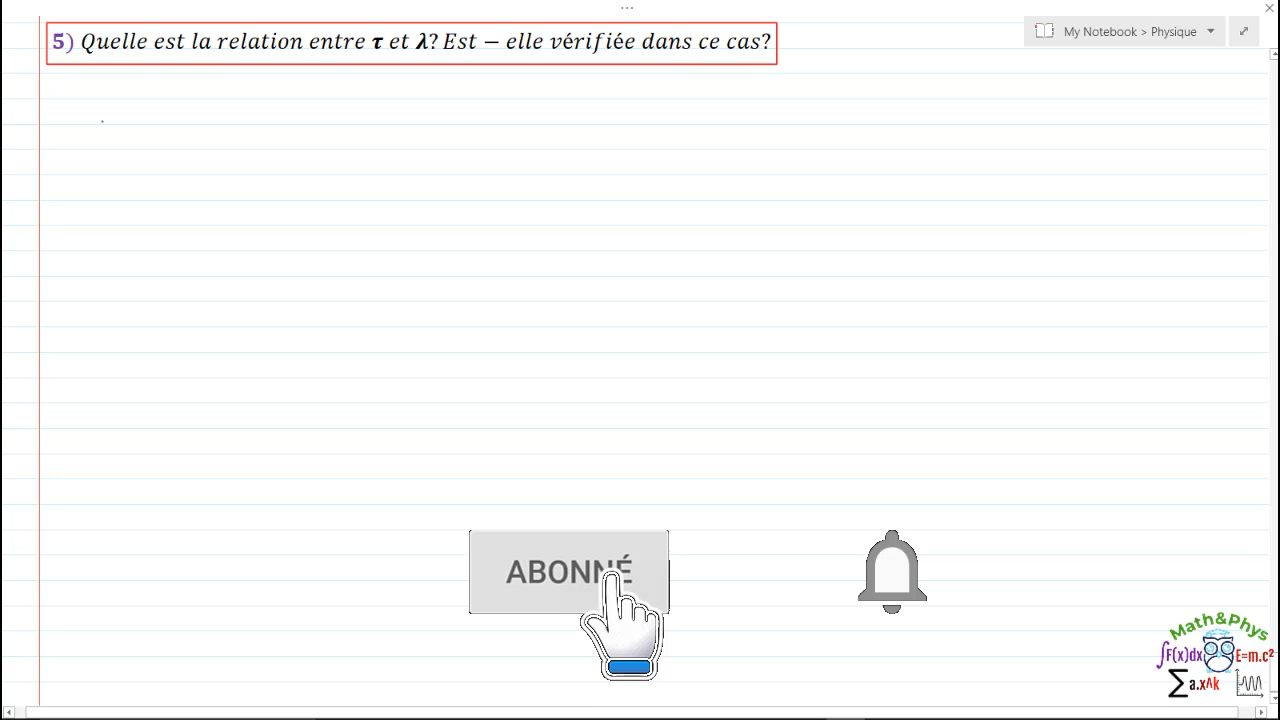 5) Quelle est la relation entre τ et λ? Est − elle vérifiée dans ce cas?
My Notebook > Physique
ABONNÉ
Math&Phys
∫F(x)dx E=m.c²
∑a.x^k